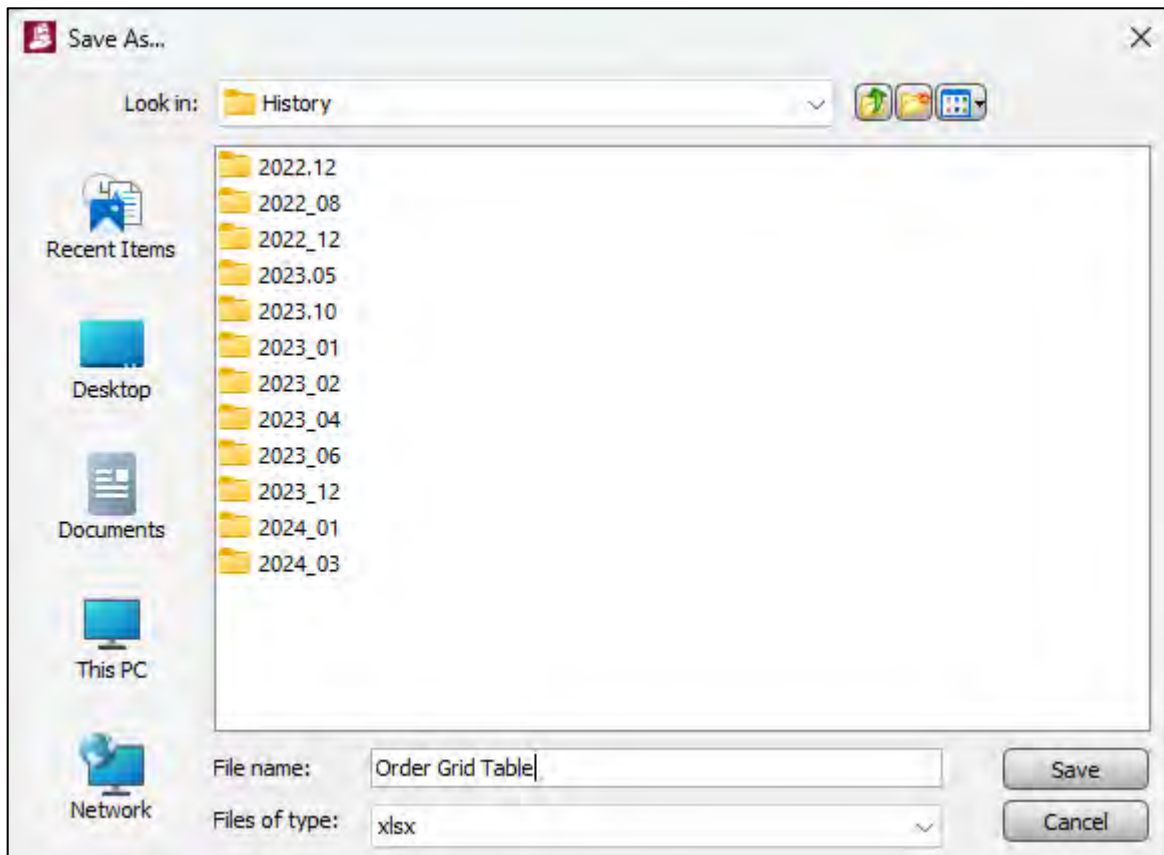 Save As...
Look in: History
2022.12
2022_08
2022_12
2023.05
2023.10
2023_01
2023_02
2023_04
2023_06
2023_12
2024_01
2024_03
Recent Items
Desktop
Documents
This PC
Network
File name: Order Grid Table Save
Files of type: xlsx Cancel